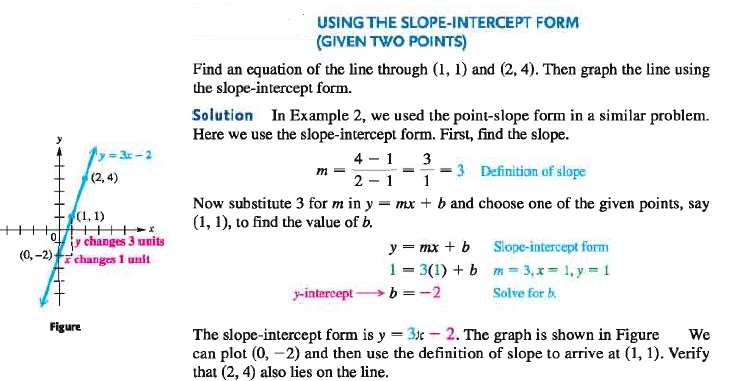 USING THE SLOPE-INTERCEPT FORM
(GIVEN TWO POINTS)
Find an equation of the line through (1, 1) and (2, 4). Then graph the line using
the slope-intercept form.
Solution In Example 2, we used the point-slope form in a similar problem.
Here we use the slope-intercept form. First, find the slope.
m = (4 − 1)/(2 − 1) = 3/1 = 3 Definition of slope
Now substitute 3 for m in y = mx + b and choose one of the given points, say
(1, 1), to find the value of b.
y = mx + b Slope-intercept form
1 = 3(1) + b m = 3, x = 1, y = 1
y-intercept → b = −2 Solve for b.
The slope-intercept form is y = 3x − 2. The graph is shown in Figure We
can plot (0, −2) and then use the definition of slope to arrive at (1, 1). Verify
that (2, 4) also lies on the line.
y
y = 3x − 2
(2, 4)
(1, 1)
x
0
y changes 3 units
(0, −2)
x changes 1 unit
Figure